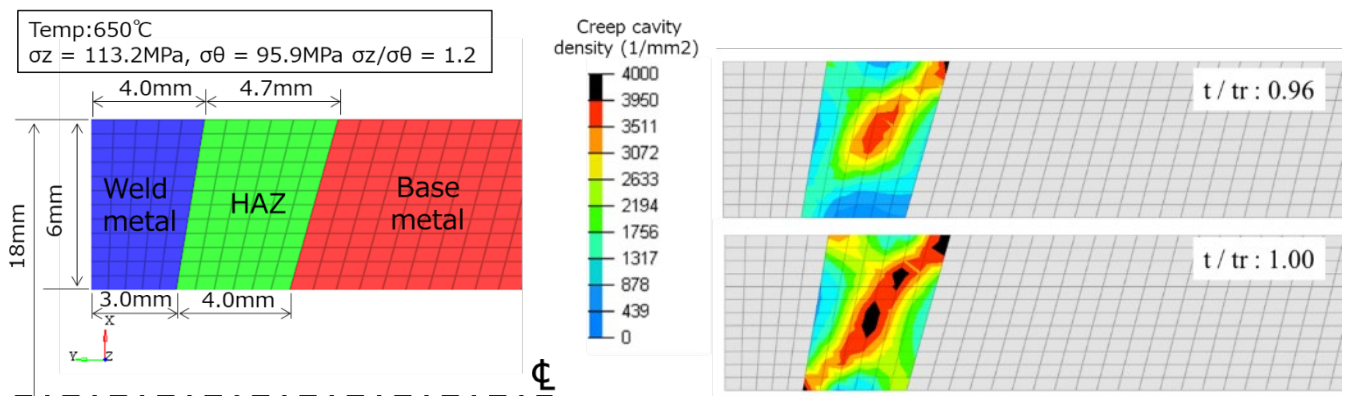 Temp:650℃
σz = 113.2MPa, σθ = 95.9MPa σz/σθ = 1.2
4.0mm
4.7mm
Weld
metal
HAZ
Base
metal
18mm
6mm
3.0mm
4.0mm
X
Y
Z
℄
Creep cavity
density (1/mm2)
4000
3950
3511
3072
2633
2194
1756
1317
878
439
0
t / tr : 0.96
t / tr : 1.00